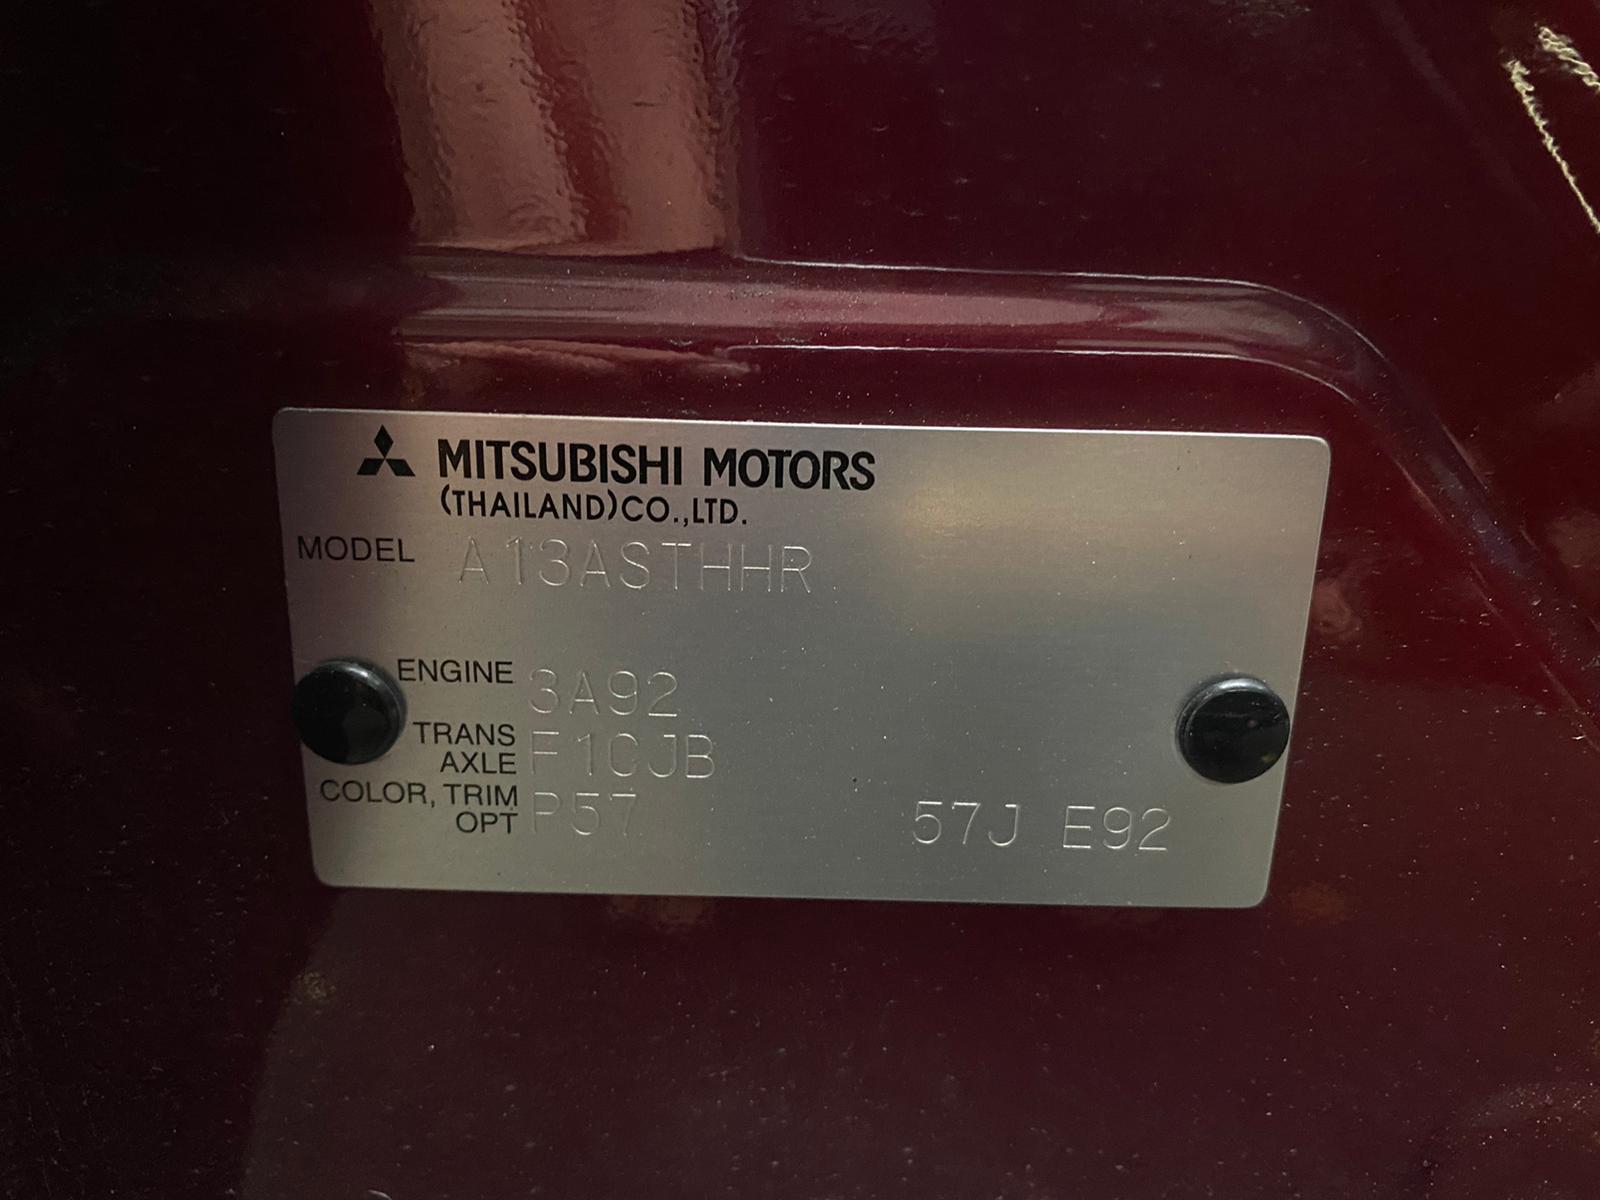 MITSUBISHI MOTORS
(THAILAND)CO.,LTD.
MODEL A13ASTHHR
ENGINE 3A92
TRANS
AXLE F1CJB
COLOR, TRIM
OPT P57 57J E92